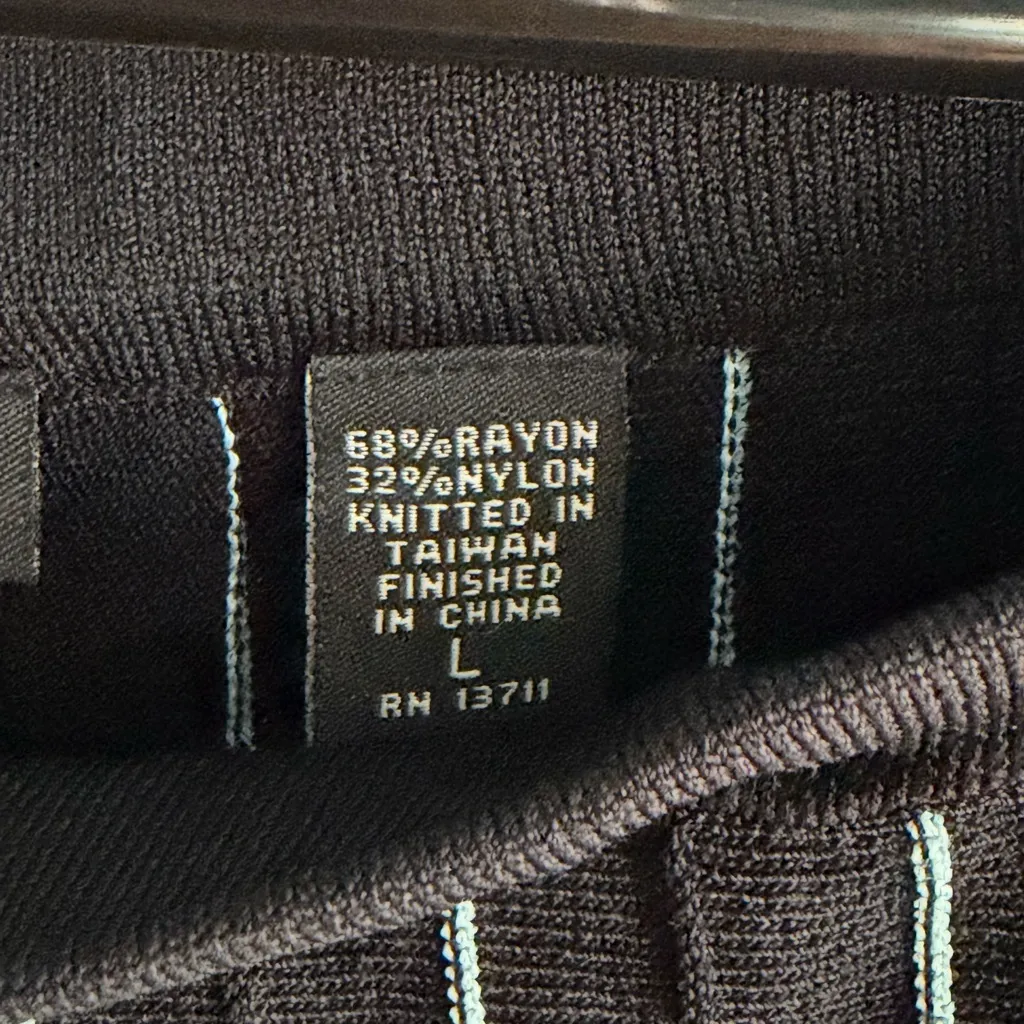 68%RAYON
32%NYLON
KNITTED IN
TAIWAN
FINISHED
IN CHINA
L
RN 13711